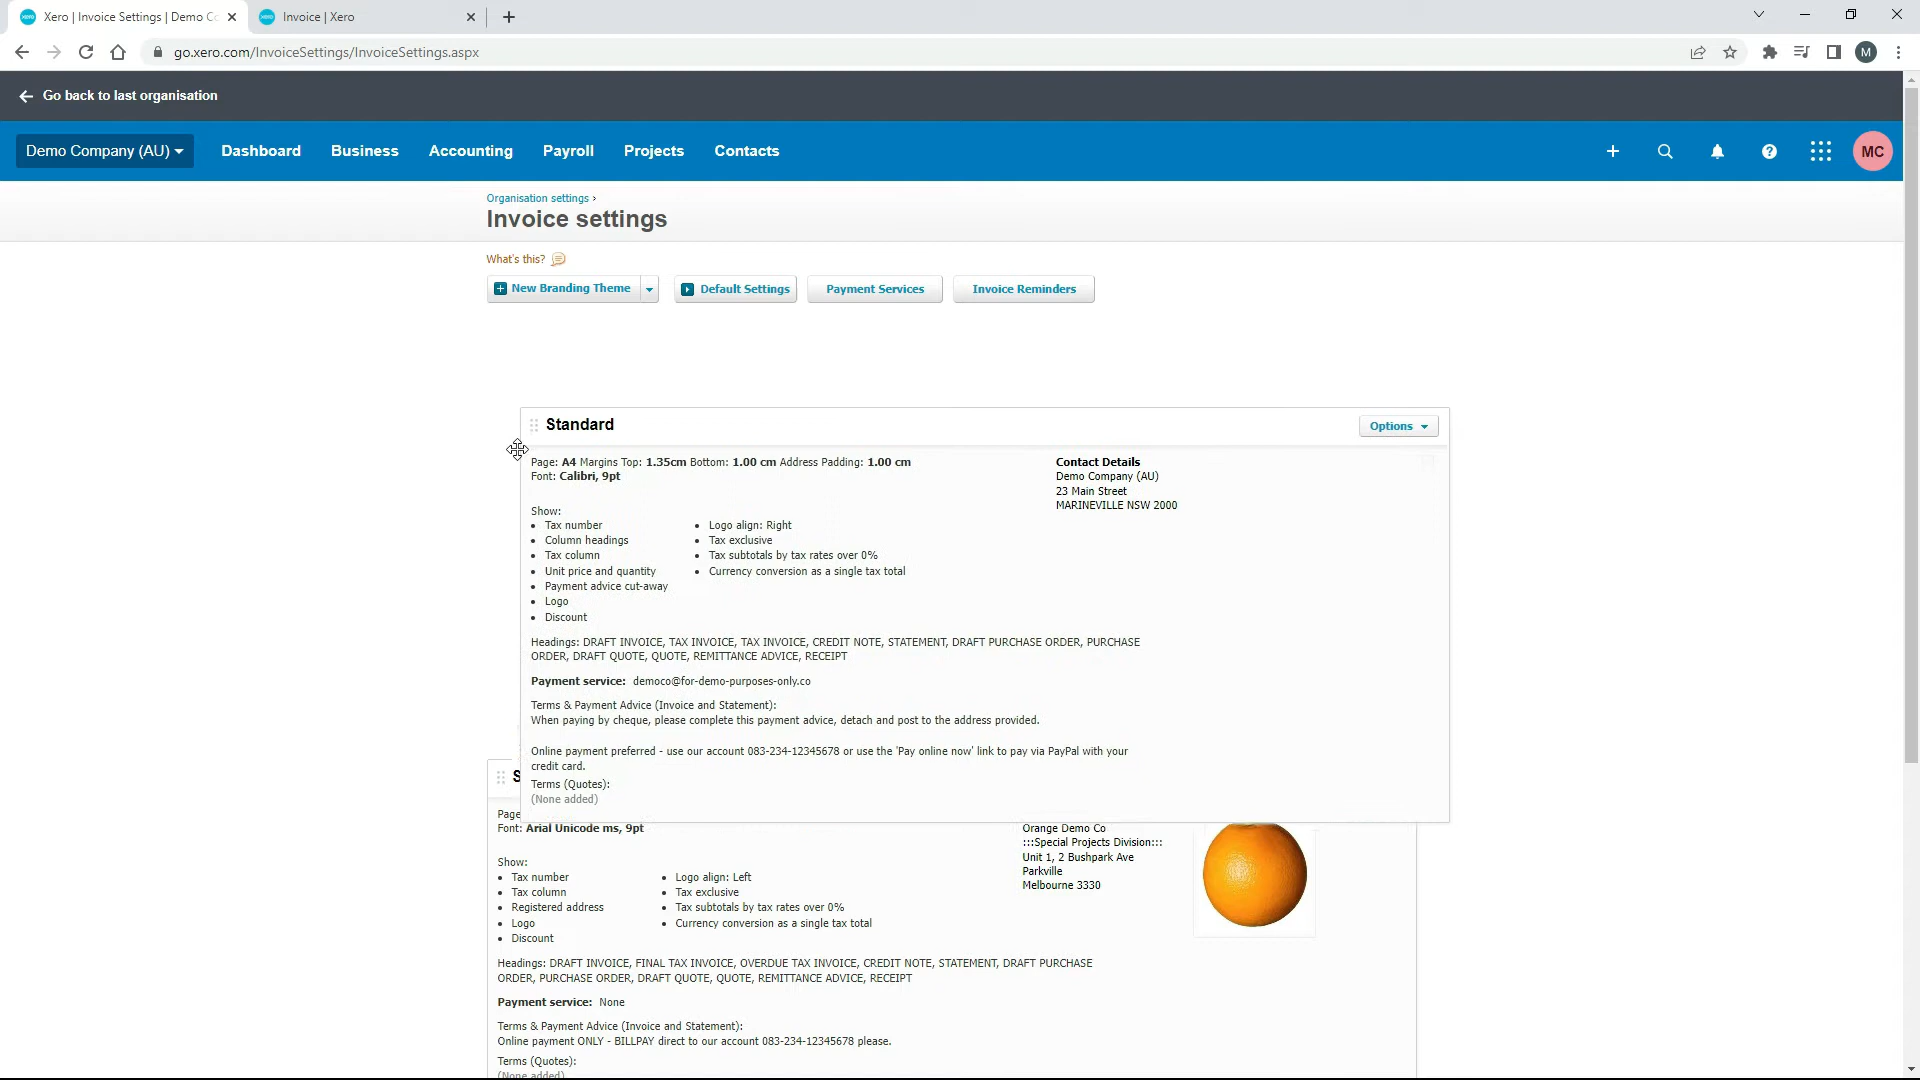 Xero | Invoice Settings | Demo Co
Invoice | Xero
go.xero.com/InvoiceSettings/InvoiceSettings.aspx
M
Go back to last organisation
Demo Company (AU)
Dashboard
Business
Accounting
Payroll
Projects
Contacts
MC
Organisation settings ›
Invoice settings
What's this?
New Branding Theme
Default Settings
Payment Services
Invoice Reminders
Standard
Options
Page: A4 Margins Top: 1.35cm Bottom: 1.00 cm Address Padding: 1.00 cm
Font: Calibri, 9pt
Contact Details
Demo Company (AU)
23 Main Street
MARINEVILLE NSW 2000
Show:
• Tax number
• Column headings
• Tax column
• Unit price and quantity
• Payment advice cut-away
• Logo
• Discount
• Logo align: Right
• Tax exclusive
• Tax subtotals by tax rates over 0%
• Currency conversion as a single tax total
Headings: DRAFT INVOICE, TAX INVOICE, TAX INVOICE, CREDIT NOTE, STATEMENT, DRAFT PURCHASE ORDER, PURCHASE
ORDER, DRAFT QUOTE, QUOTE, REMITTANCE ADVICE, RECEIPT
Payment service: democo@for-demo-purposes-only.co
Terms & Payment Advice (Invoice and Statement):
When paying by cheque, please complete this payment advice, detach and post to the address provided.
Online payment preferred - use our account 083-234-12345678 or use the 'Pay online now' link to pay via PayPal with your
credit card.
Terms (Quotes):
(None added)
S
Page
Font: Arial Unicode ms, 9pt
Orange Demo Co
:::Special Projects Division:::
Unit 1, 2 Bushpark Ave
Parkville
Melbourne 3330
Show:
• Tax number
• Tax column
• Registered address
• Logo
• Discount
• Logo align: Left
• Tax exclusive
• Tax subtotals by tax rates over 0%
• Currency conversion as a single tax total
Headings: DRAFT INVOICE, FINAL TAX INVOICE, OVERDUE TAX INVOICE, CREDIT NOTE, STATEMENT, DRAFT PURCHASE
ORDER, PURCHASE ORDER, DRAFT QUOTE, QUOTE, REMITTANCE ADVICE, RECEIPT
Payment service: None
Terms & Payment Advice (Invoice and Statement):
Online payment ONLY - BILLPAY direct to our account 083-234-12345678 please.
Terms (Quotes):
(None added)